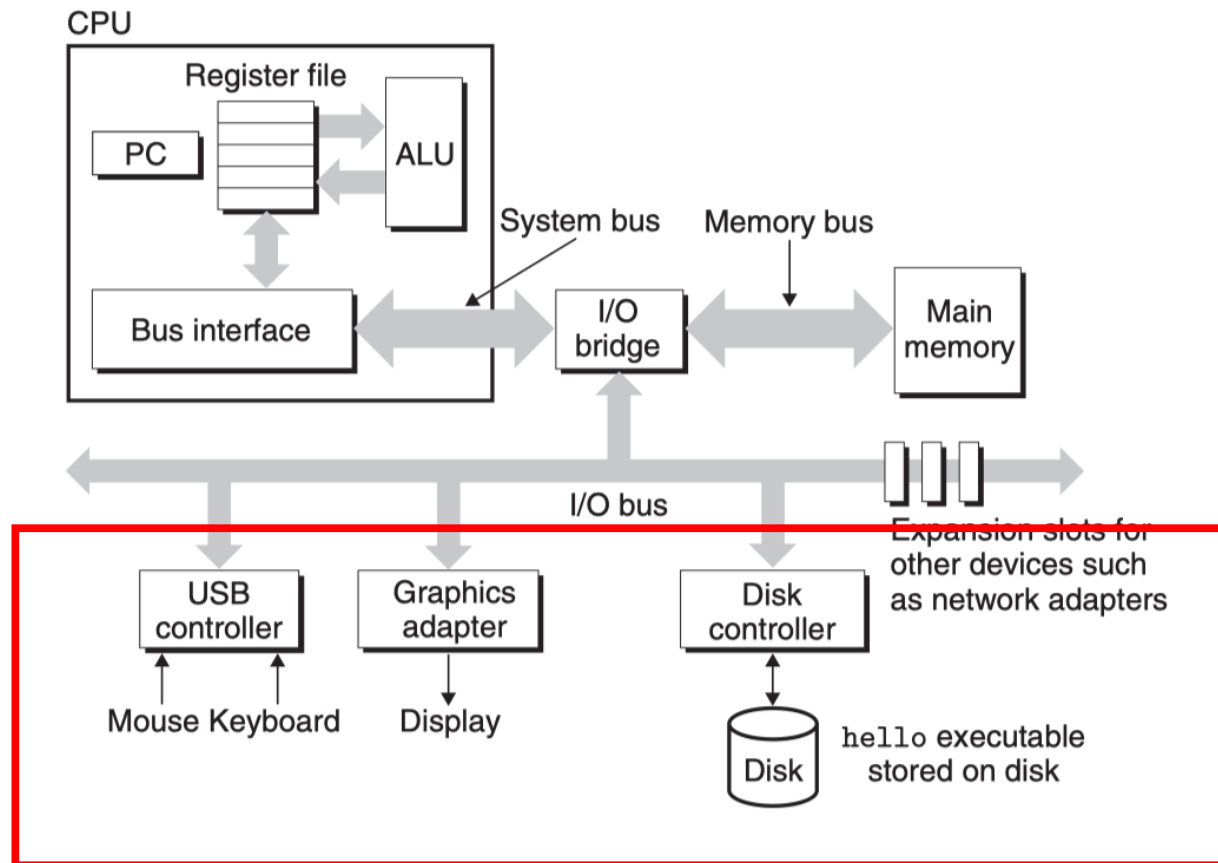 CPU
Register file
PC
ALU
System bus
Memory bus
Bus interface
I/O
bridge
Main
memory
I/O bus
Expansion slots for
other devices such
as network adapters
USB
controller
Graphics
adapter
Disk
controller
Mouse Keyboard
Display
Disk
hello executable
stored on disk